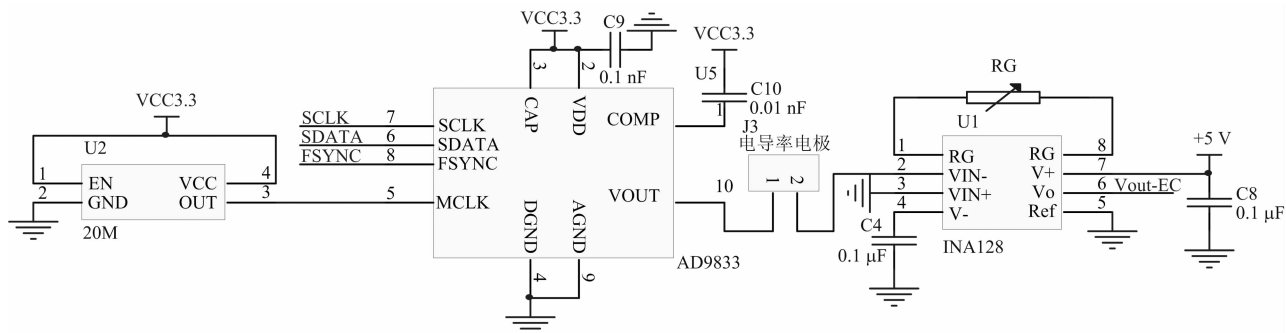 VCC3.3
U2
1
2
EN
GND
VCC
OUT
4
3
20M
SCLK
SDATA
FSYNC
7
6
8
5
VCC3.3
C9
0.1 nF
3
2
CAP
VDD
SCLK
SDATA
FSYNC
MCLK
COMP
VOUT
DGND
AGND
4
9
AD9833
VCC3.3
U5
C10
0.01 nF
1
J3
电导率电极
1
2
10
RG
U1
1
2
3
4
RG
VIN-
VIN+
V-
RG
V+
Vo
Ref
8
7
6
5
Vout-EC
INA128
C4
0.1 μF
+5 V
C8
0.1 μF